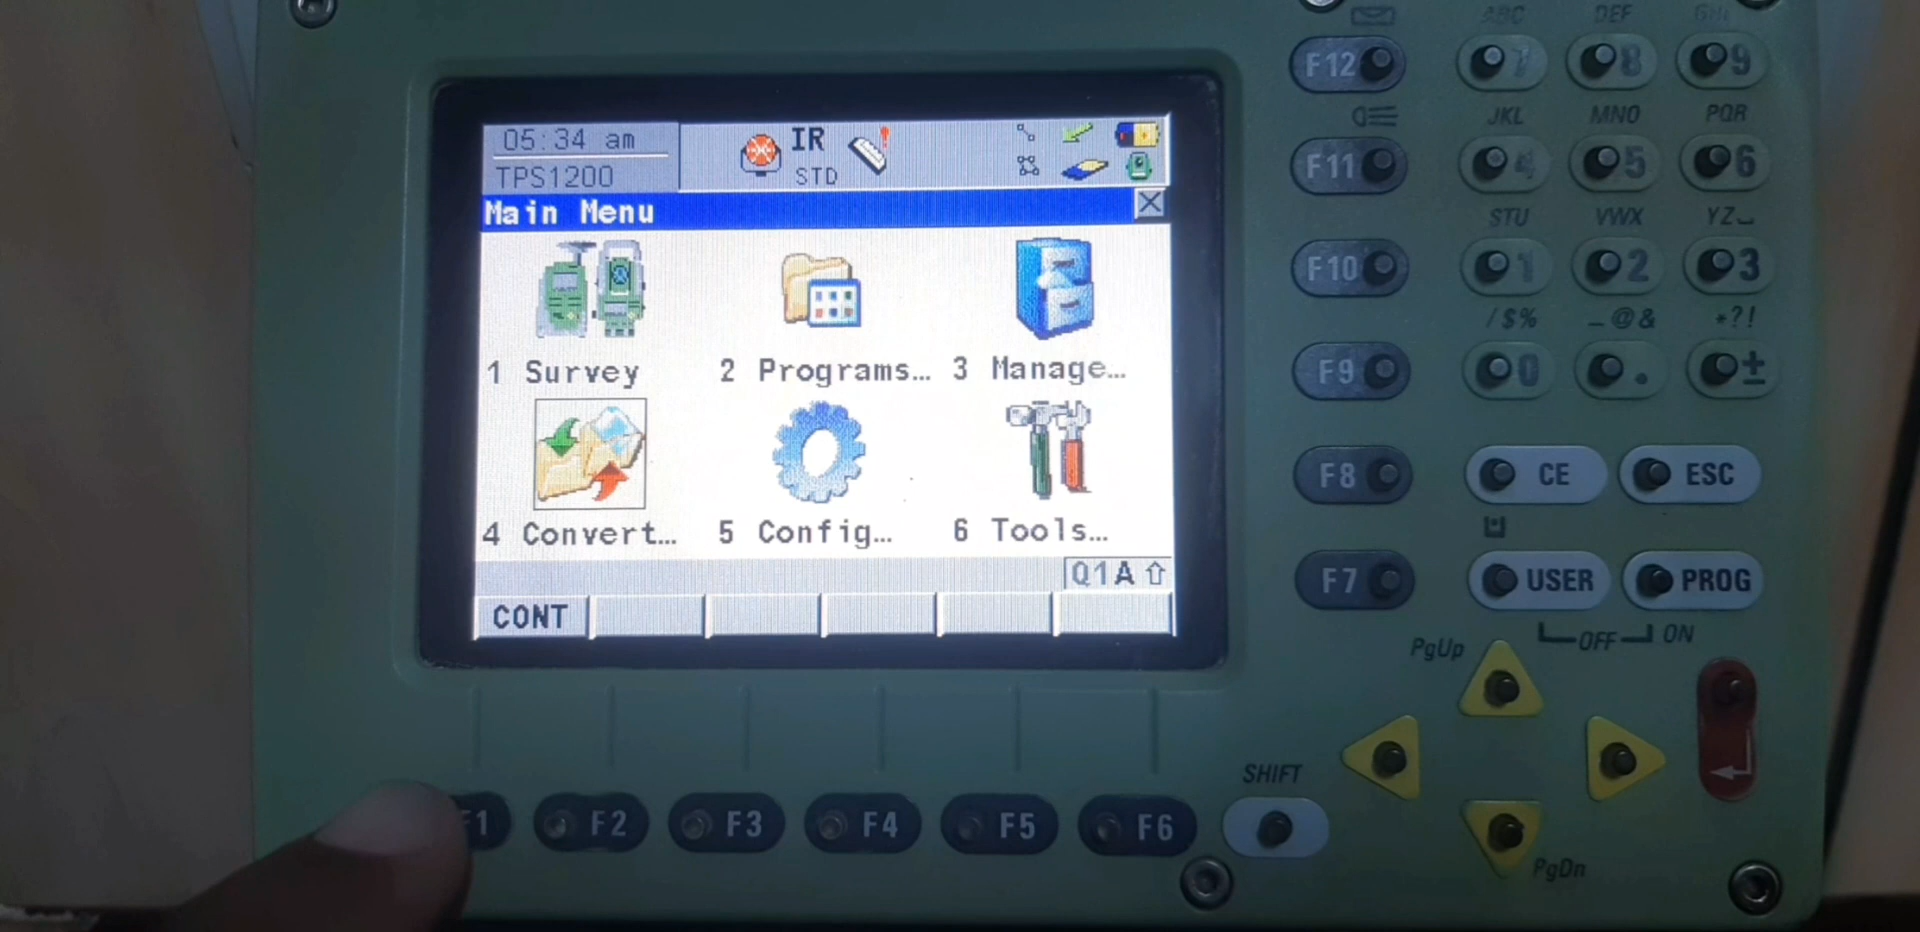 05:34 am
TPS1200
IR
STD
Main Menu
1 Survey
2 Programs…
3 Manage…
4 Convert…
5 Config…
6 Tools…
Q1A⇧
CONT
F1 F2 F3 F4 F5 F6
SHIFT
F12
F11
F10
F9
F8
F7
ABC DEF GHI
7 8 9
JKL MNO PQR
4 5 6
STU VWX YZ
1 2 3
/$% _@& *?!
0 . ±
CE ESC
USER PROG
OFF ON
PgUp
PgDn